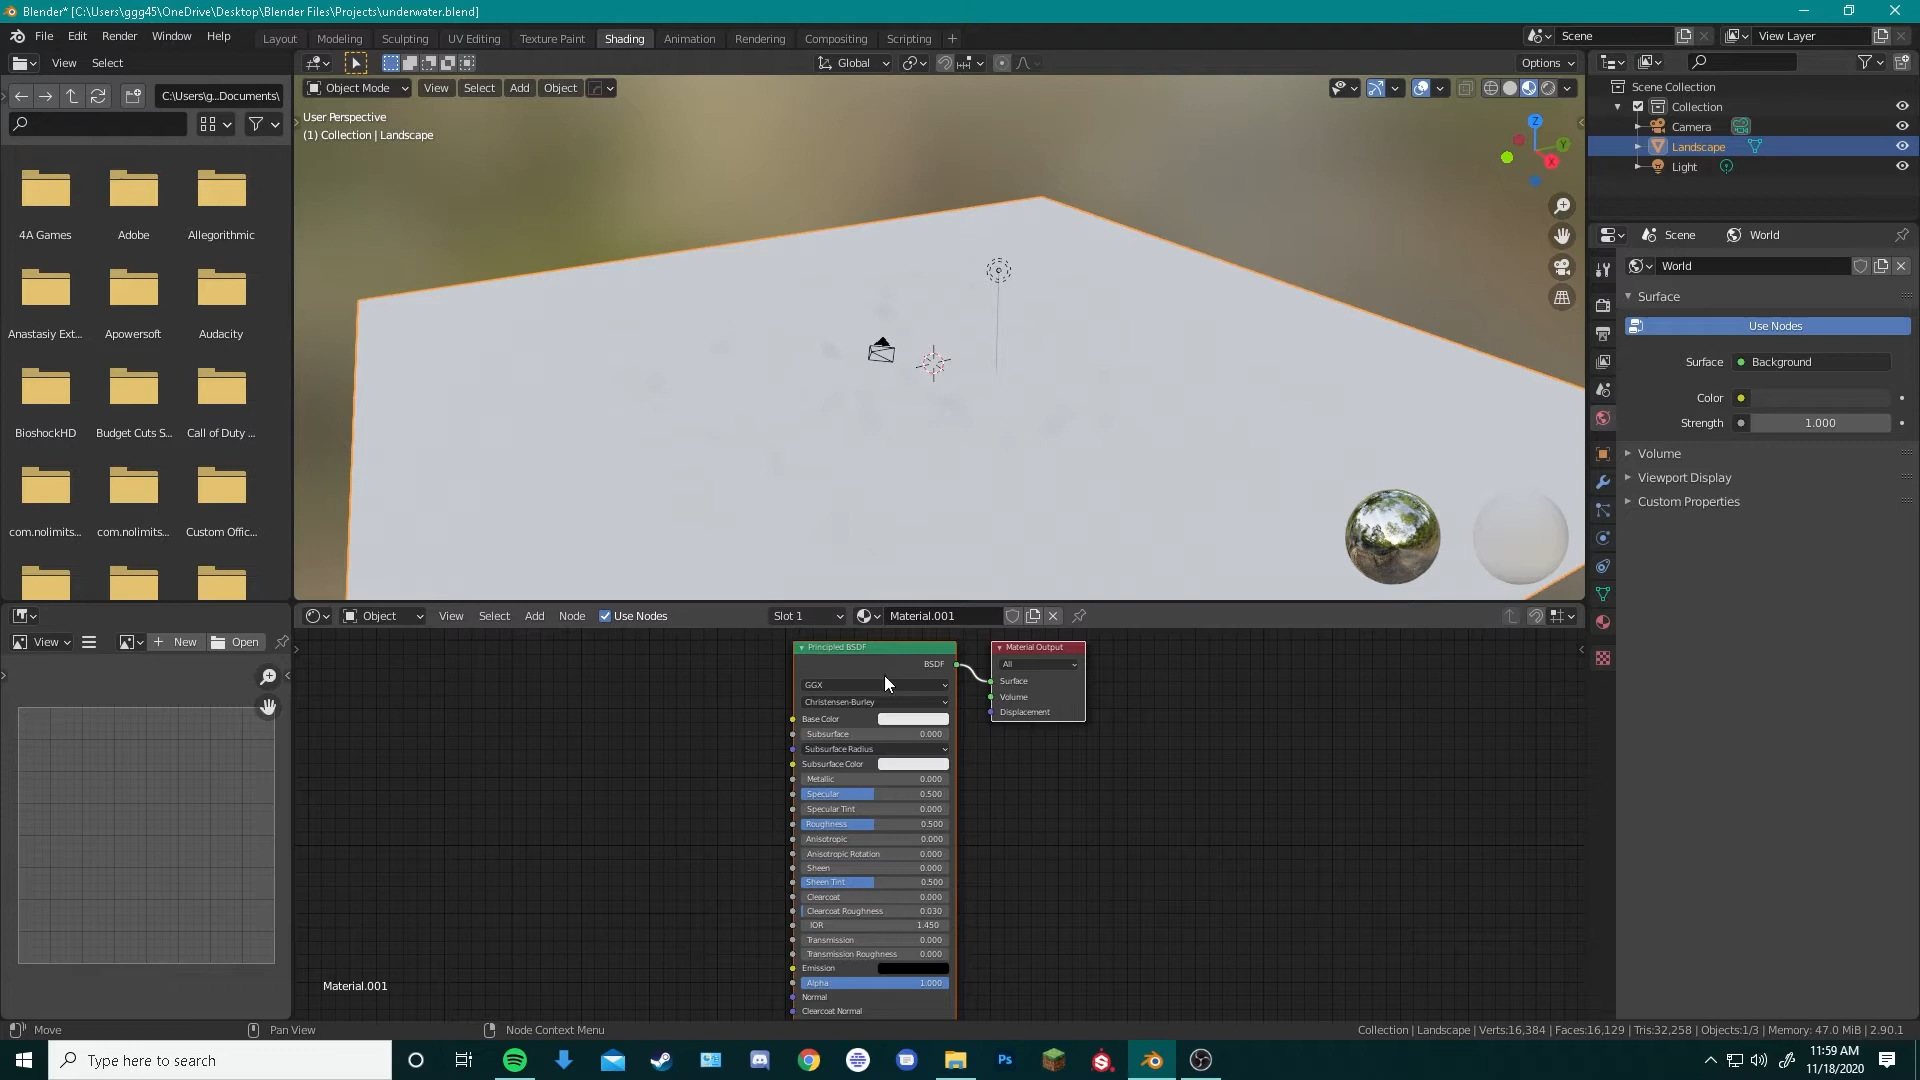 Blender* [C:\Users\ggg45\OneDrive\Desktop\Blender Files\Projects\underwater.blend]
File Edit Render Window Help Layout Modeling Sculpting UV Editing Texture Paint Shading Animation Rendering Compositing Scripting Scene View Layer
View Select Global Options
C:\Users\g...Documents\ Object Mode View Select Add Object
User Perspective
(1) Collection | Landscape
Scene Collection
Collection
Camera
Landscape
Light
4A Games Adobe Allegorithmic
Anastasiy Ext... Apowersoft Audacity
BioshockHD Budget Cuts S... Call of Duty ...
com.nolimits... com.nolimits... Custom Offic...
Z
Y
X
Scene World
World
Surface
Use Nodes
Surface Background
Color
Strength 1.000
Volume
Viewport Display
Custom Properties
Object View Select Add Node Use Nodes Slot 1 Material.001
View New Open
Principled BSDF
BSDF
GGX
Christensen-Burley
Base Color
Subsurface 0.000
Subsurface Radius
Subsurface Color
Metallic 0.000
Specular 0.500
Specular Tint 0.000
Roughness 0.500
Anisotropic 0.000
Anisotropic Rotation 0.000
Sheen 0.000
Sheen Tint 0.500
Clearcoat 0.000
Clearcoat Roughness 0.030
IOR 1.450
Transmission 0.000
Transmission Roughness 0.000
Emission
Alpha 1.000
Normal
Clearcoat Normal
Material Output
All
Surface
Volume
Displacement
Material.001
Move Pan View Node Context Menu Collection | Landscape | Verts:16,384 | Faces:16,129 | Tris:32,258 | Objects:1/3 | Memory: 47.0 MiB | 2.90.1
Type here to search
Ps
11:59 AM
11/18/2020